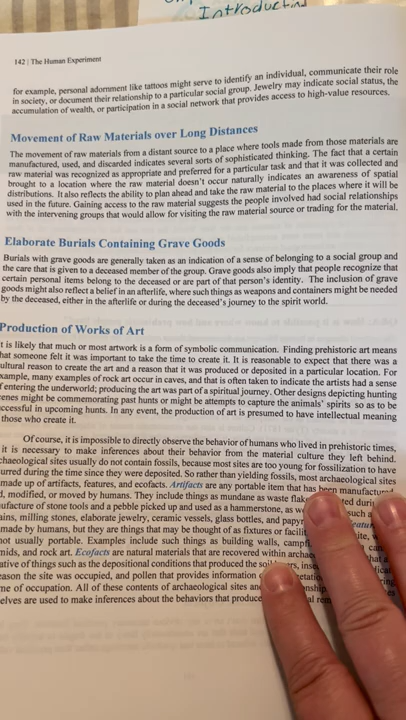 Introduction
142 | The Human Experiment
for example, personal adornment like tattoos might serve to identify an individual, communicate their role
in society, or document their relationship to a particular social group. Jewelry may indicate social status, the
accumulation of wealth, or participation in a social network that provides access to high-value resources.
Movement of Raw Materials over Long Distances
The movement of raw materials from a distant source to a place where tools made from those materials are
manufactured, used, and discarded indicates several sorts of sophisticated thinking. The fact that a certain
raw material was recognized as appropriate and preferred for a particular task and that it was collected and
brought to a location where the raw material doesn't occur naturally indicates an awareness of spatial
distributions. It also reflects the ability to plan ahead and take the raw material to the places where it will be
used in the future. Gaining access to the raw material suggests the people involved had social relationships
with the intervening groups that would allow for visiting the raw material source or trading for the material.
Elaborate Burials Containing Grave Goods
Burials with grave goods are generally taken as an indication of a sense of belonging to a social group and
the care that is given to a deceased member of the group. Grave goods also imply that people recognize that
certain personal items belong to the deceased or are part of that person's identity. The inclusion of grave
goods might also reflect a belief in an afterlife, where such things as weapons and containers might be needed
by the deceased, either in the afterlife or during the deceased's journey to the spirit world.
Production of Works of Art
t is likely that much or most artwork is a form of symbolic communication. Finding prehistoric art means
hat someone felt it was important to take the time to create it. It is reasonable to expect that there was a
ultural reason to create the art and a reason that it was produced or depicted in a particular location. For
xample, many examples of rock art occur in caves, and that is often taken to indicate the artists had a sense
f entering the underworld; producing the art was part of a spiritual journey. Other designs depicting hunting
enes might be commemorating past hunts or might be attempts to capture the animals' spirits so as to be
ccessful in upcoming hunts. In any event, the production of art is presumed to have intellectual meaning
those who create it.
Of course, it is impossible to directly observe the behavior of humans who lived in prehistoric times,
it is necessary to make inferences about their behavior from the material culture they left behind.
chaeological sites usually do not contain fossils, because most sites are too young for fossilization to have
urred during the time since they were deposited. So rather than yielding fossils, most archaeological sites
made up of artifacts, features, and ecofacts. Artifacts are any portable item that has been manufactured
d, modified, or moved by humans. They include things as mundane as waste flak ted duri
ufacture of stone tools and a pebble picked up and used as a hammerstone, as w such a
ains, milling stones, elaborate jewelry, ceramic vessels, glass bottles, and papyr
made by humans, but they are things that may be thought of as fixtures or facilit
not usually portable. Examples include such things as building walls, campf
mids, and rock art. Ecofacts are natural materials that are recovered within archae
ative of things such as the depositional conditions that produced the soil ers, inse
eason the site was occupied, and pollen that provides information
me of occupation. All of these contents of archaeological sites an
elves are used to make inferences about the behaviors that produce